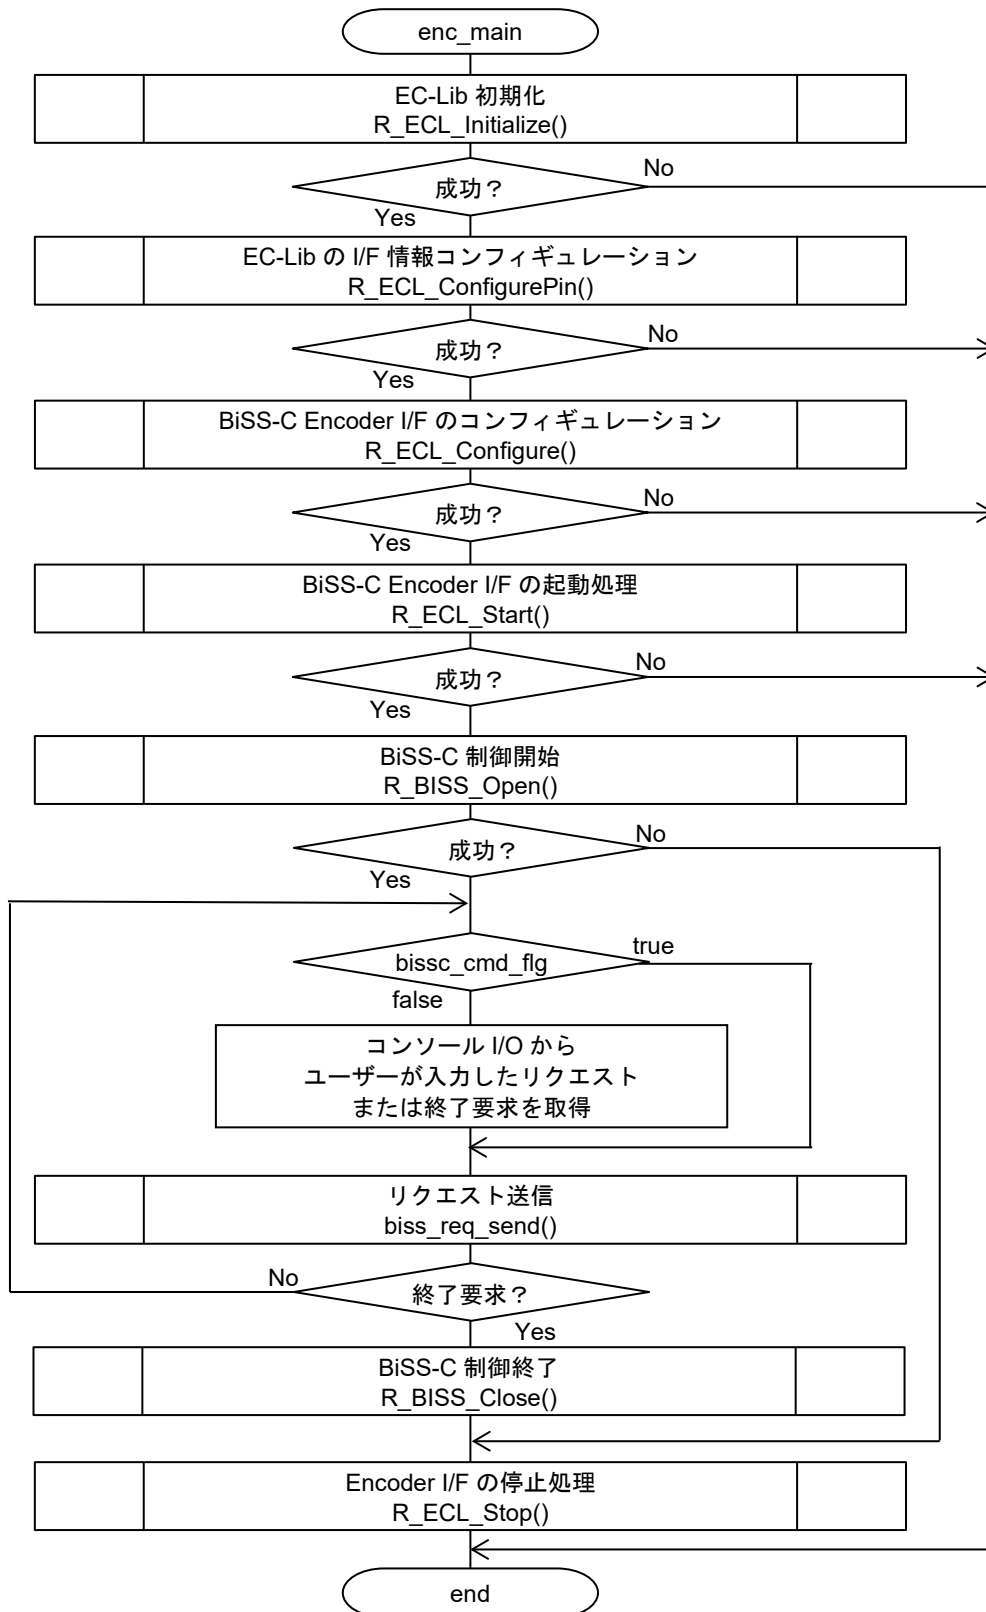 enc_main
EC-Lib 初期化
R_ECL_Initialize()
No
成功？
Yes
EC-Lib の I/F 情報コンフィギュレーション
R_ECL_ConfigurePin()
No
成功？
Yes
BiSS-C Encoder I/F のコンフィギュレーション
R_ECL_Configure()
No
成功？
Yes
BiSS-C Encoder I/F の起動処理
R_ECL_Start()
No
成功？
Yes
BiSS-C 制御開始
R_BISS_Open()
No
成功？
Yes
true
bissc_cmd_flg
false
コンソール I/O から
ユーザーが入力したリクエスト
または終了要求を取得
リクエスト送信
biss_req_send()
No
終了要求？
Yes
BiSS-C 制御終了
R_BISS_Close()
Encoder I/F の停止処理
R_ECL_Stop()
end